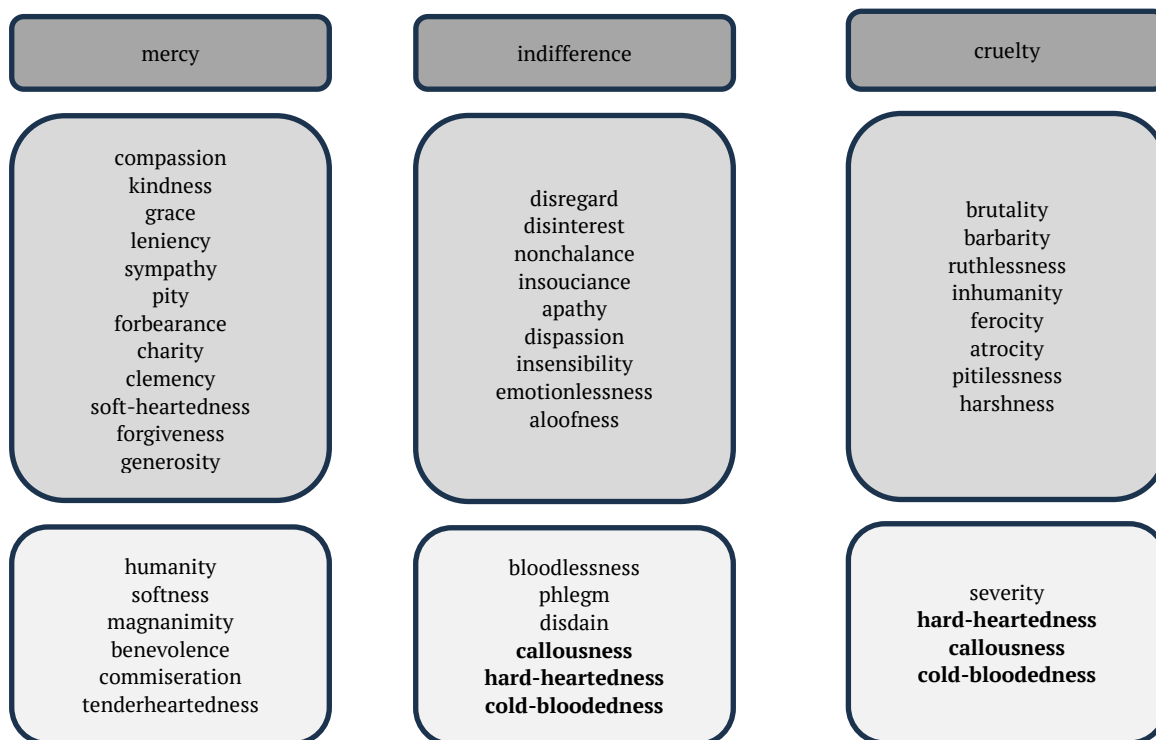 mercy
compassion
kindness
grace
leniency
sympathy
pity
forbearance
charity
clemency
soft-heartedness
forgiveness
generosity
humanity
softness
magnanimity
benevolence
commiseration
tenderheartedness
indifference
disregard
disinterest
nonchalance
insouciance
apathy
dispassion
insensibility
emotionlessness
aloofness
bloodlessness
phlegm
disdain
callousness
hard-heartedness
cold-bloodedness
cruelty
brutality
barbarity
ruthlessness
inhumanity
ferocity
atrocity
pitilessness
harshness
severity
hard-heartedness
callousness
cold-bloodedness